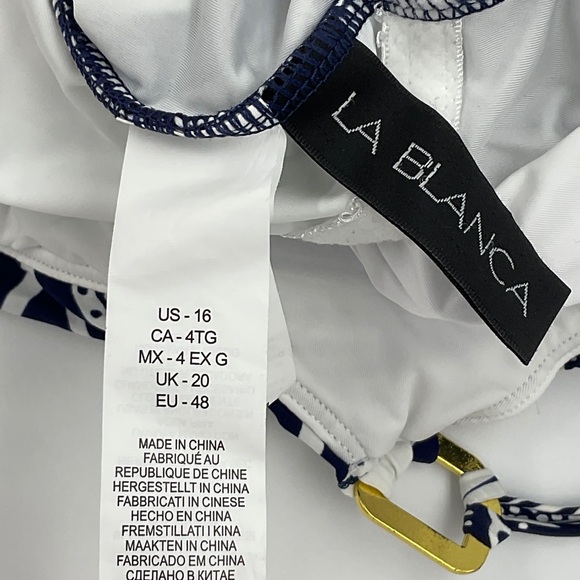 LA BLANCA
US - 16
CA - 4TG
MX - 4 EX G
UK - 20
EU - 48
MADE IN CHINA
FABRIQUÉ AU
REPUBLIQUE DE CHINE
HERGESTELLT IN CHINA
FABBRICATI IN CINESE
HECHO EN CHINA
FREMSTILLAT I KINA
MAAKTEN IN CHINA
FABRICADO EM CHINA
СДЕЛАНО В КИТАЕ